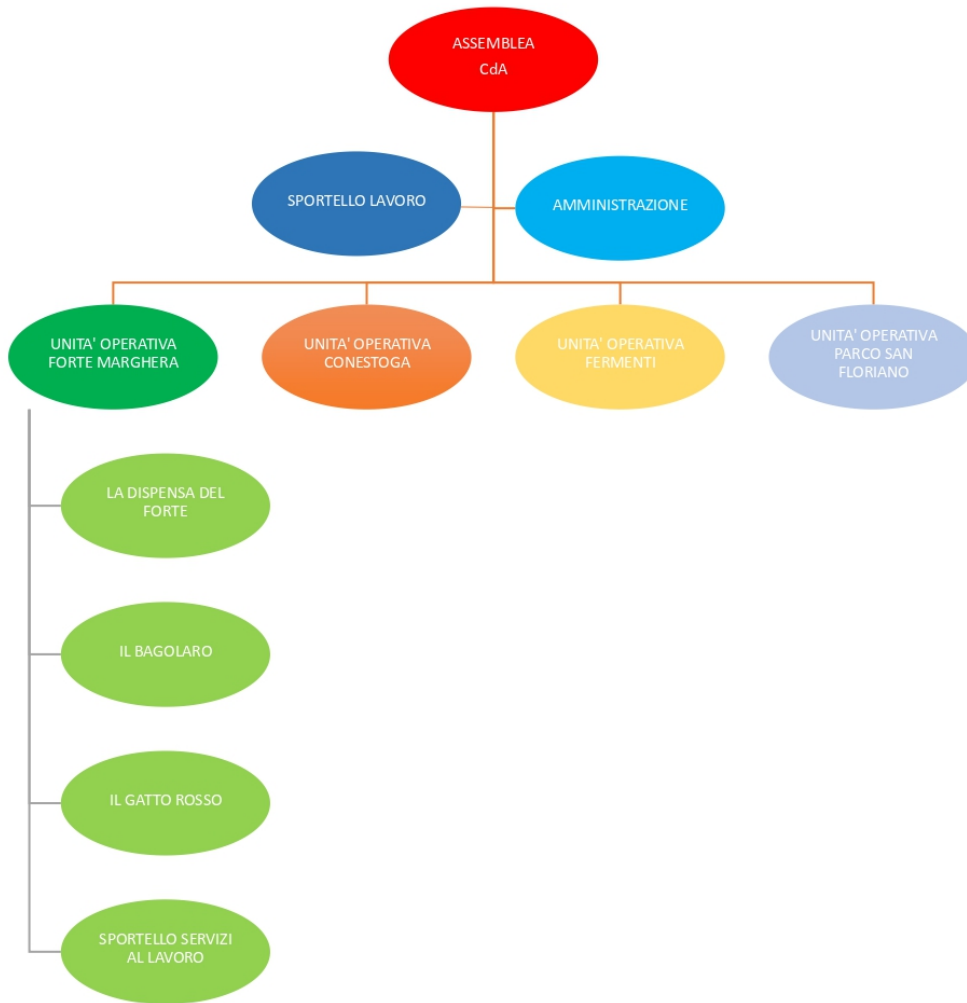 ASSEMBLEA
CdA
SPORTELLO LAVORO
AMMINISTRAZIONE
UNITA' OPERATIVA
FORTE MARGHERA
UNITA' OPERATIVA
CONESTOGA
UNITA' OPERATIVA
FERMENTI
UNITA' OPERATIVA
PARCO SAN
FLORIANO
LA DISPENSA DEL
FORTE
IL BAGOLARO
IL GATTO ROSSO
SPORTELLO SERVIZI
AL LAVORO